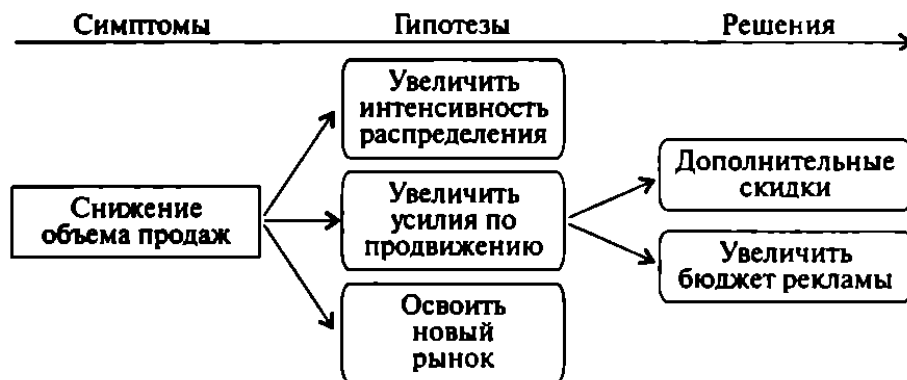 Симптомы
Гипотезы
Решения
Увеличить
интенсивность
распределения
Снижение
объема продаж
Увеличить
усилия по
продвижению
Освоить
новый
рынок
Дополнительные
скидки
Увеличить
бюджет рекламы